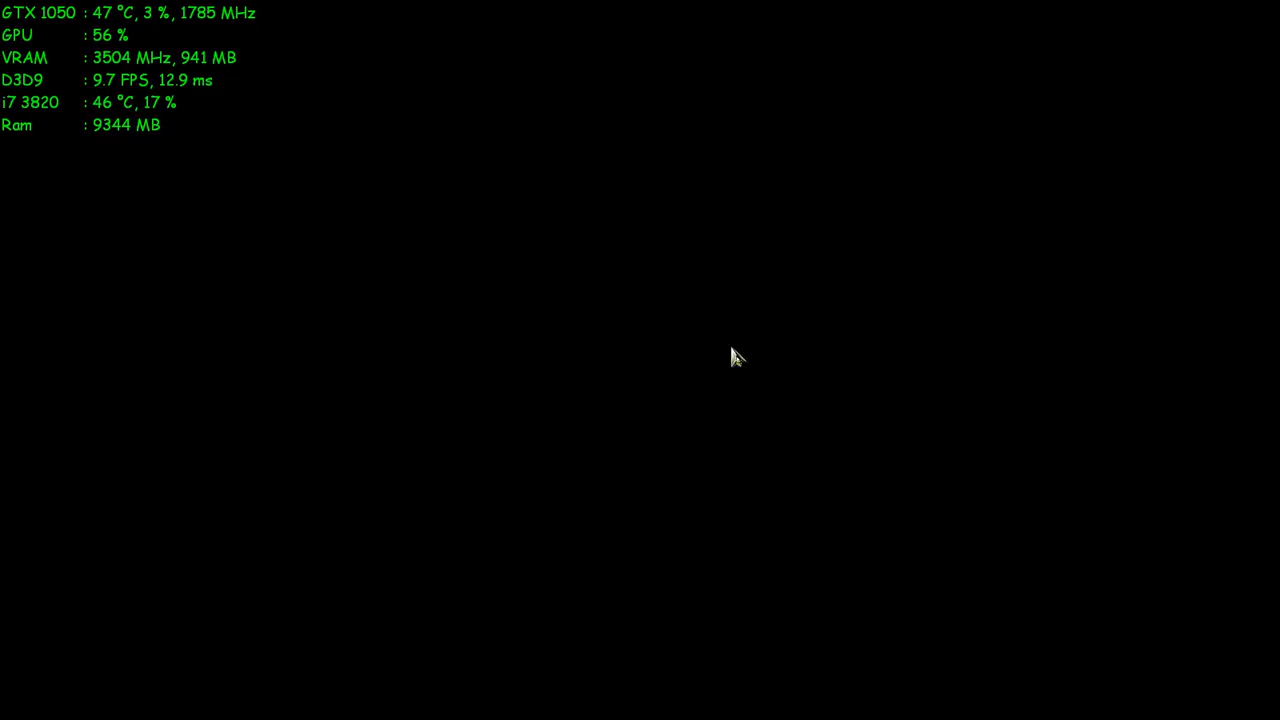 GTX 1050 : 47 °C, 3 %, 1785 MHz
GPU : 56 %
VRAM : 3504 MHz, 941 MB
D3D9 : 9.7 FPS, 12.9 ms
i7 3820 : 46 °C, 17 %
Ram : 9344 MB